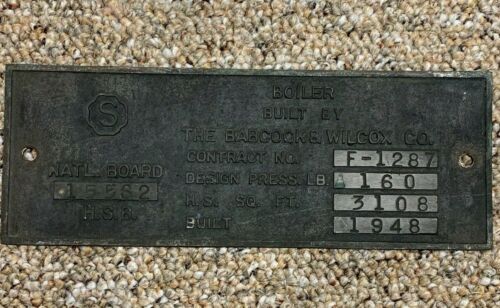 S
NAT'L. BOARD
15562
H.S.B.
BOILER
BUILT BY
THE BABCOCK & WILCOX CO.
CONTRACT NO. F-1287
DESIGN PRESS. LB 160
H.S. SQ. FT. 3108
BUILT 1948